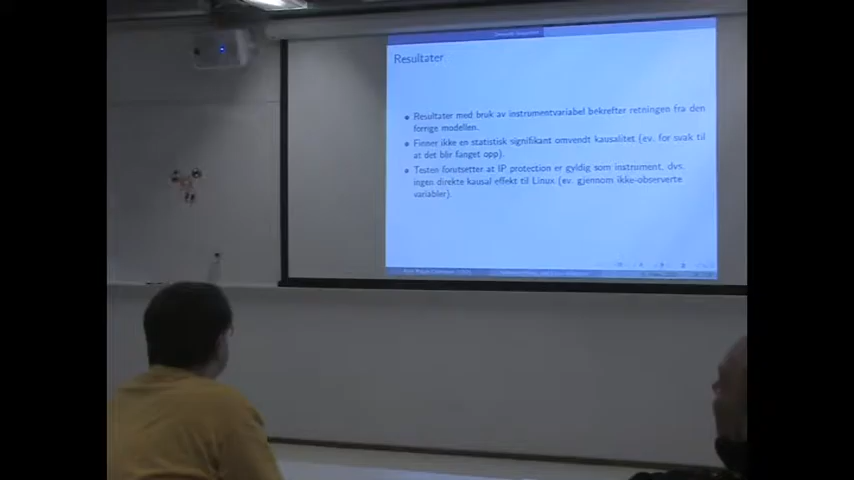 Resultater
• Resultater med bruk av instrumentvariabel bekrefter retningen fra den
forrige modellen.
• Finner ikke en statistisk signifikant omvendt kausalitet (ev. for svak til
at det blir fanget opp).
• Testen forutsetter at IP protection er gyldig som instrument, dvs.
ingen direkte kausal effekt til Linux (ev. gjennom ikke-observerte
variabler).